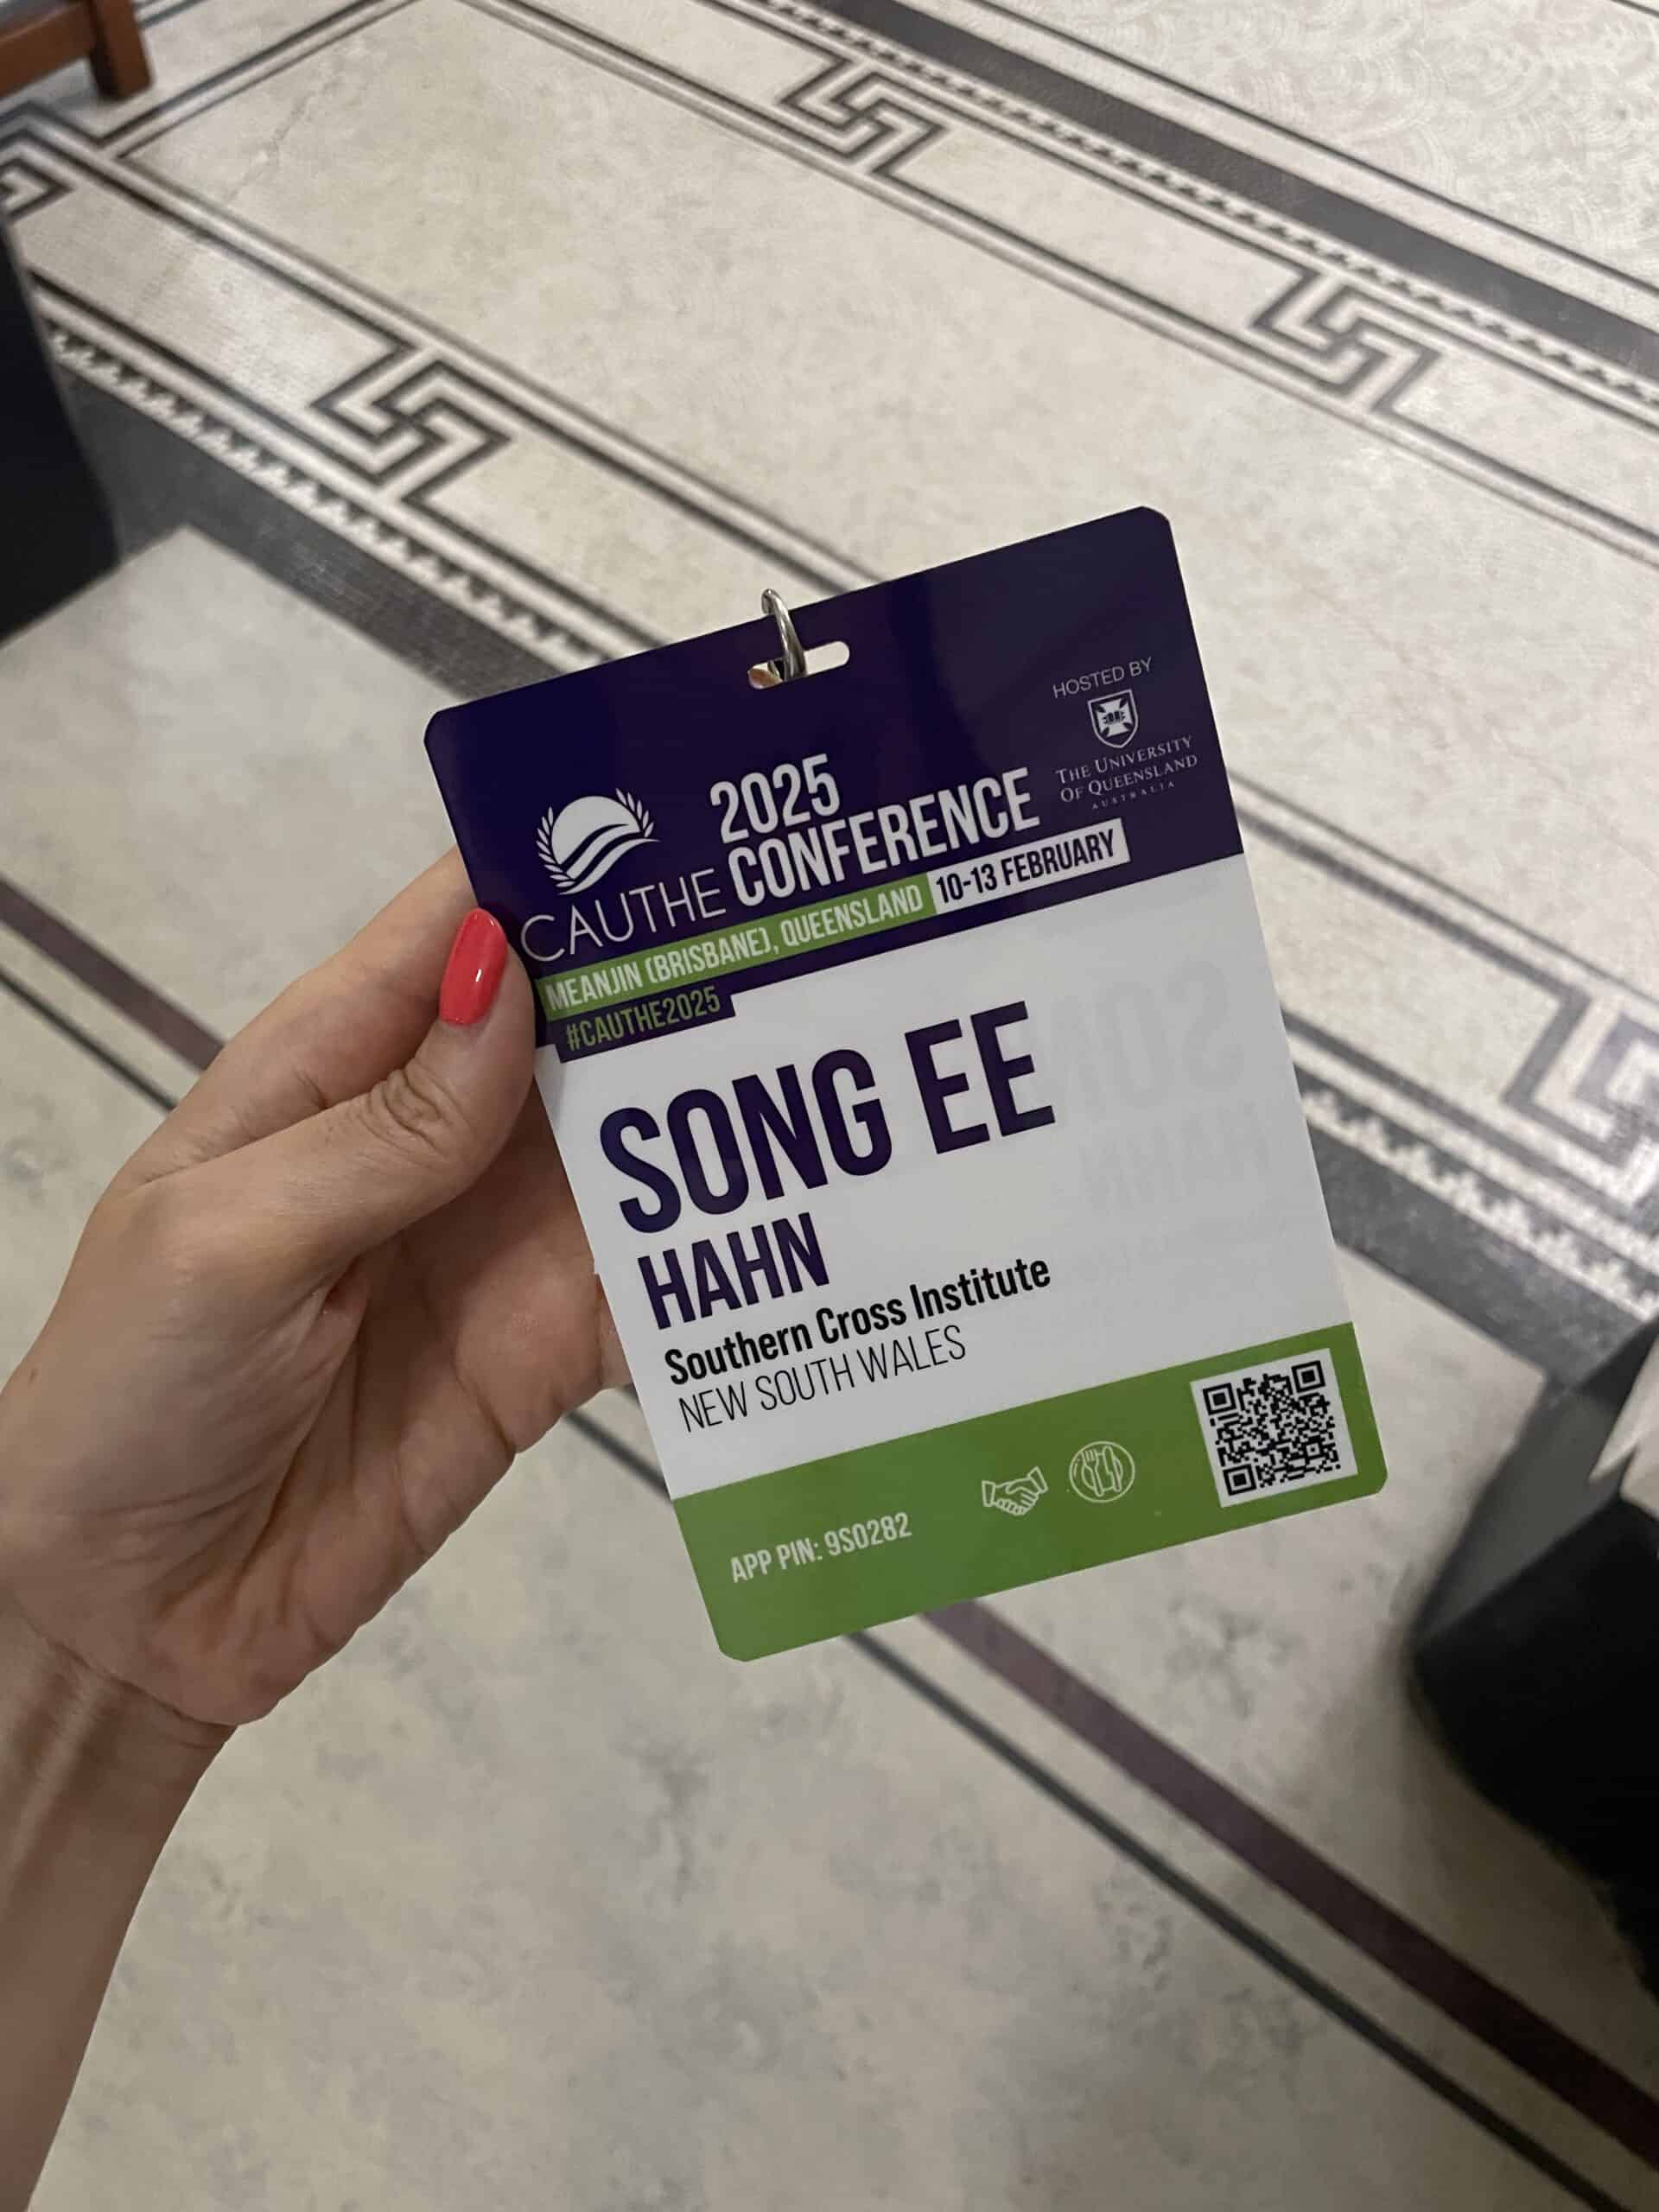 HOSTED BY
THE UNIVERSITY
OF QUEENSLAND
AUSTRALIA
2025
CAUTHE CONFERENCE
MEANJIN (BRISBANE), QUEENSLAND 10-13 FEBRUARY
#CAUTHE2025
SONG EE
HAHN
Southern Cross Institute
NEW SOUTH WALES
APP PIN: 9S0282